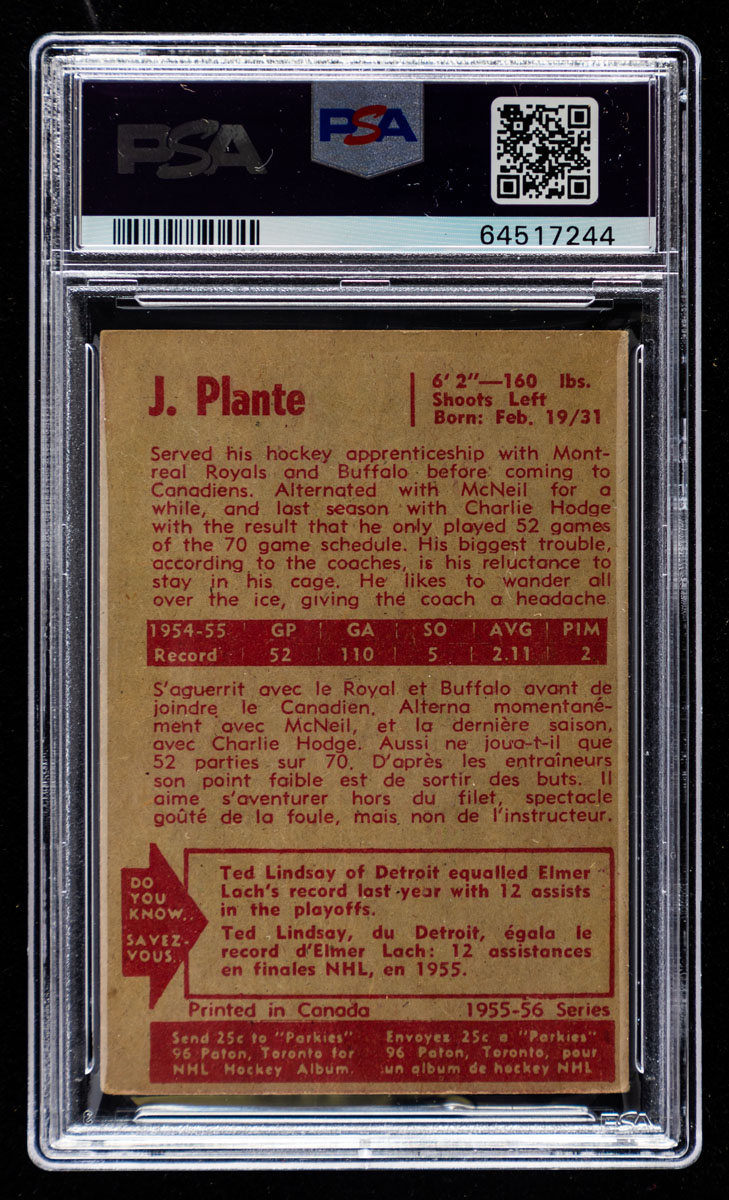 PSA
PSA
64517244
J. Plante
6' 2"—160 lbs.
Shoots Left
Born: Feb. 19/31
Served his hockey apprenticeship with Mont-
real Royals and Buffalo before coming to
Canadiens. Alternated with McNeil for a
while, and last season with Charlie Hodge
with the result that he only played 52 games
of the 70 game schedule. His biggest trouble,
according to the coaches, is his reluctance to
stay in his cage. He likes to wander all
over the ice, giving the coach a headache
1954-55 GP GA SO AVG PIM
Record 52 110 5 2.11 2
S'aguerrit avec le Royal et Buffalo avant de
joindre le Canadien. Alterna momentané-
ment avec McNeil, et la dernière saison,
avec Charlie Hodge. Aussi ne joua-t-il que
52 parties sur 70. D'après les entraîneurs
son point faible est de sortir des buts. Il
aime s'aventurer hors du filet, spectacle
goûté de la foule, mais non de l'instructeur.
DO
YOU
KNOW..
SAVEZ-
VOUS
Ted Lindsay of Detroit equalled Elmer
Lach's record last year with 12 assists
in the playoffs.
Ted Lindsay, du Detroit, égala le
record d'Elmer Lach: 12 assistances
en finales NHL, en 1955.
Printed in Canada 1955-56 Series
Send 25c to "Parkies"
96 Paton, Toronto for
NHL Hockey Album.
Envoyez 25c a "Parkies"
96 Paton, Toronto, pour
un album de hockey NHL
PSA